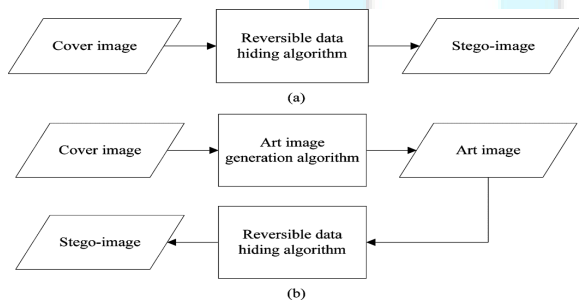 Cover image
Reversible data
hiding algorithm
Stego-image
(a)
Cover image
Art image
generation algorithm
Art image
Stego-image
Reversible data
hiding algorithm
(b)